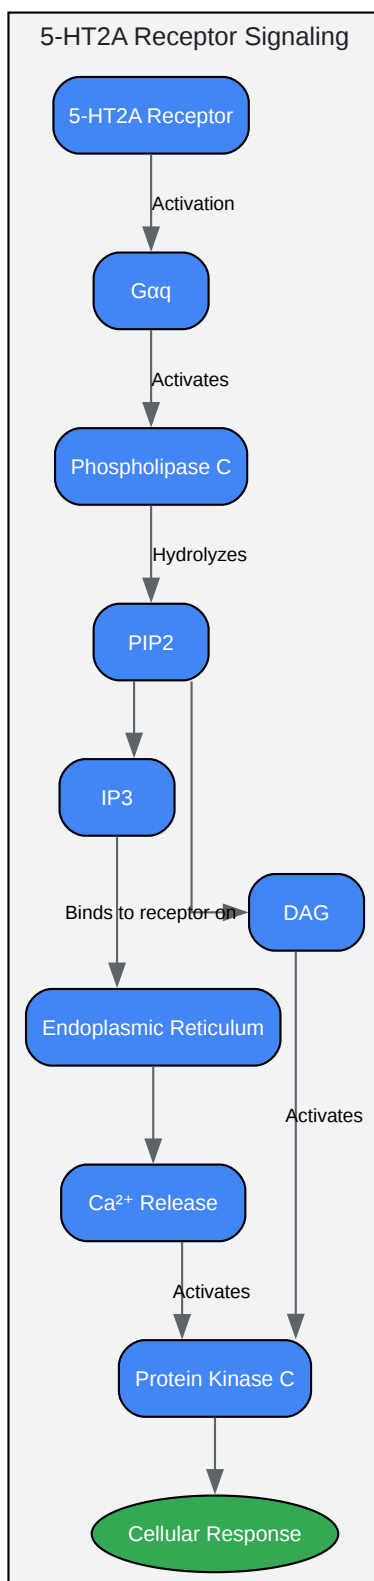 5-HT2A Receptor Signaling
5-HT2A Receptor
Activation
Gαq
Activates
Phospholipase C
Hydrolyzes
PIP2
IP3
Binds to receptor on
DAG
Endoplasmic Reticulum
Activates
Ca²⁺ Release
Activates
Protein Kinase C
Cellular Response